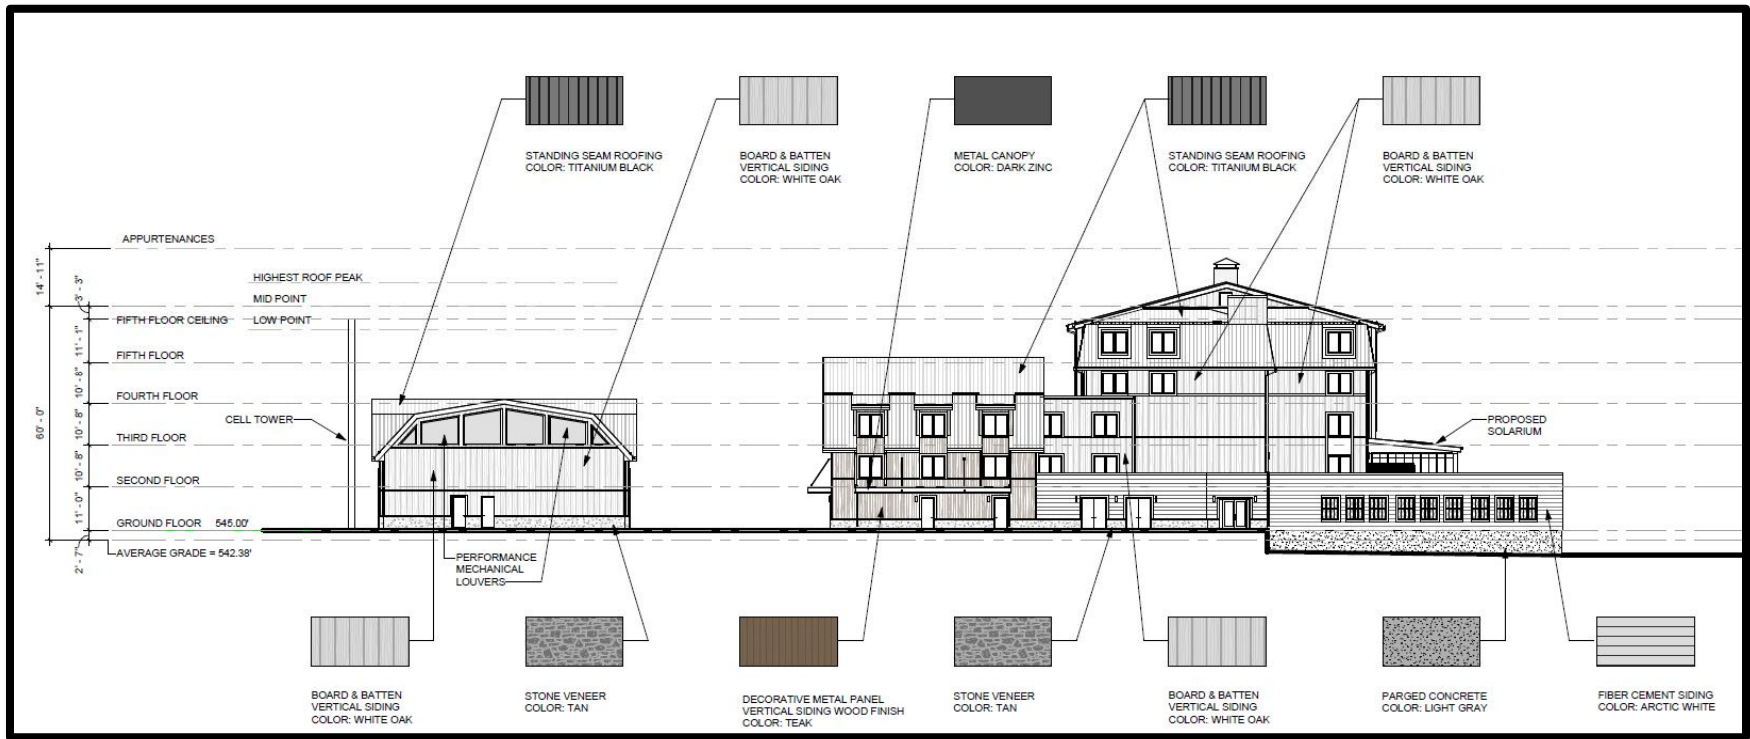 STANDING SEAM ROOFING
COLOR: TITANIUM BLACK
BOARD & BATTEN
VERTICAL SIDING
COLOR: WHITE OAK
METAL CANOPY
COLOR: DARK ZINC
STANDING SEAM ROOFING
COLOR: TITANIUM BLACK
BOARD & BATTEN
VERTICAL SIDING
COLOR: WHITE OAK
APPURTENANCES
14' - 11"
HIGHEST ROOF PEAK
3' - 3"
MID POINT
FIFTH FLOOR CEILING
LOW POINT
11' - 1"
FIFTH FLOOR
10' - 8"
FOURTH FLOOR
CELL TOWER
10' - 8"
60' - 0"
THIRD FLOOR
PROPOSED
SOLARIUM
10' - 8"
SECOND FLOOR
11' - 0"
GROUND FLOOR 545.00'
AVERAGE GRADE = 542.38'
2' - 7"
PERFORMANCE
MECHANICAL
LOUVERS
BOARD & BATTEN
VERTICAL SIDING
COLOR: WHITE OAK
STONE VENEER
COLOR: TAN
DECORATIVE METAL PANEL
VERTICAL SIDING WOOD FINISH
COLOR: TEAK
STONE VENEER
COLOR: TAN
BOARD & BATTEN
VERTICAL SIDING
COLOR: WHITE OAK
PARGED CONCRETE
COLOR: LIGHT GRAY
FIBER CEMENT SIDING
COLOR: ARCTIC WHITE